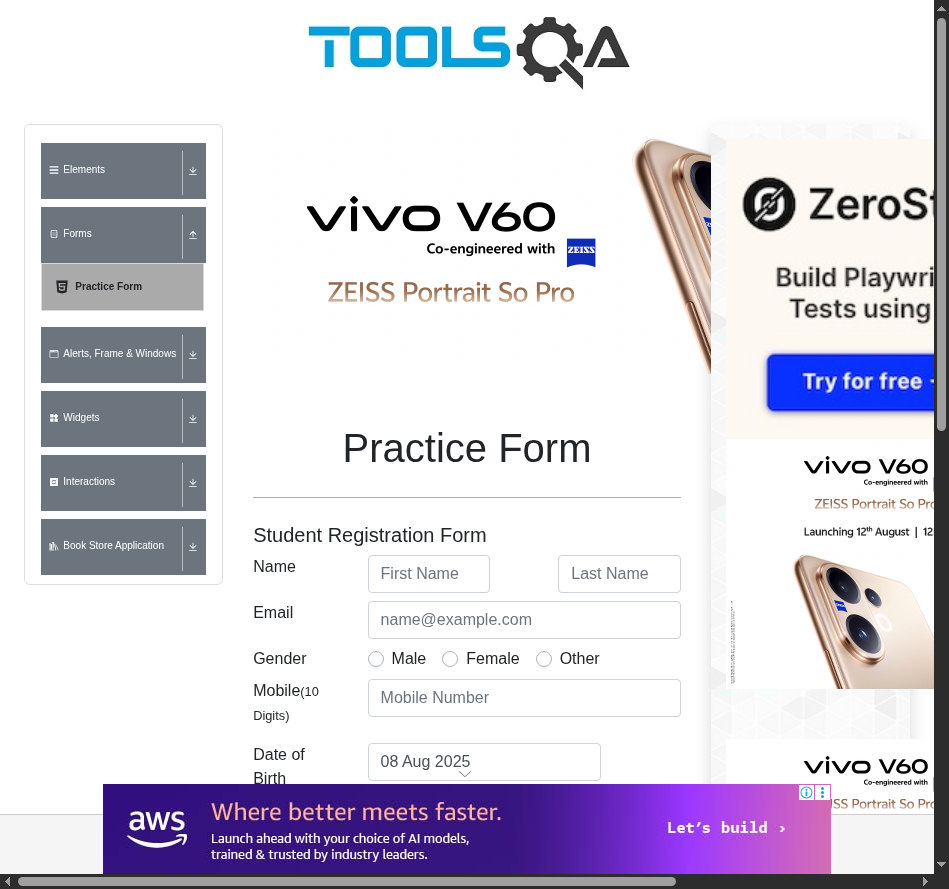 TOOLSQA
Elements
Forms
Practice Form
Alerts, Frame & Windows
Widgets
Interactions
Book Store Application
vivo V60
Co-engineered with ZEISS
ZEISS Portrait So Pro
Practice Form
Student Registration Form
Name
First Name
Last Name
Email
name@example.com
Gender
Male
Female
Other
Mobile(10
Digits)
Mobile Number
Date of
Birth
08 Aug 2025
ZeroSt
Build Playwri
Tests using
Try for free
vivo V60
Co-engineered with
ZEISS Portrait So Pro
Launching 12th August | 12
vivo V60
Co-engineered with
ZEISS Portrait So Pro
aws
Where better meets faster.
Launch ahead with your choice of AI models,
trained & trusted by industry leaders.
Let's build ›